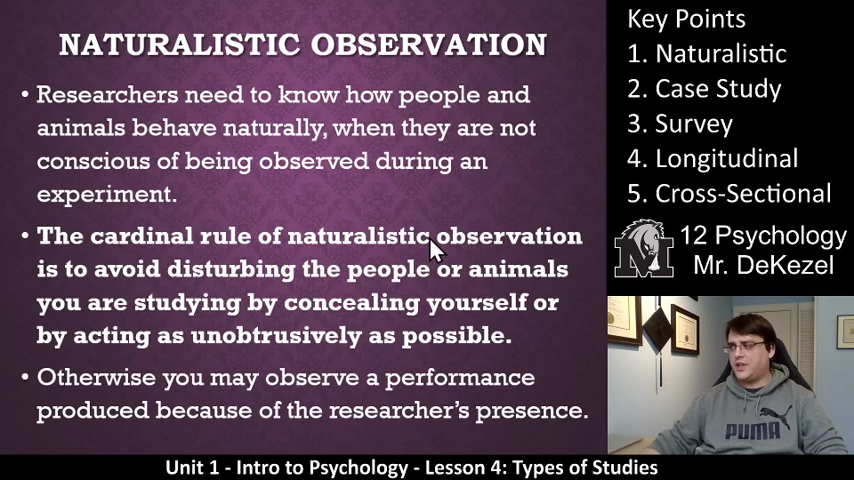 NATURALISTIC OBSERVATION
• Researchers need to know how people and
animals behave naturally, when they are not
conscious of being observed during an
experiment.
• The cardinal rule of naturalistic observation
is to avoid disturbing the people or animals
you are studying by concealing yourself or
by acting as unobtrusively as possible.
• Otherwise you may observe a performance
produced because of the researcher's presence.
Key Points
1. Naturalistic
2. Case Study
3. Survey
4. Longitudinal
5. Cross-Sectional
M
12 Psychology
Mr. DeKezel
PUMA
Unit 1 - Intro to Psychology - Lesson 4: Types of Studies